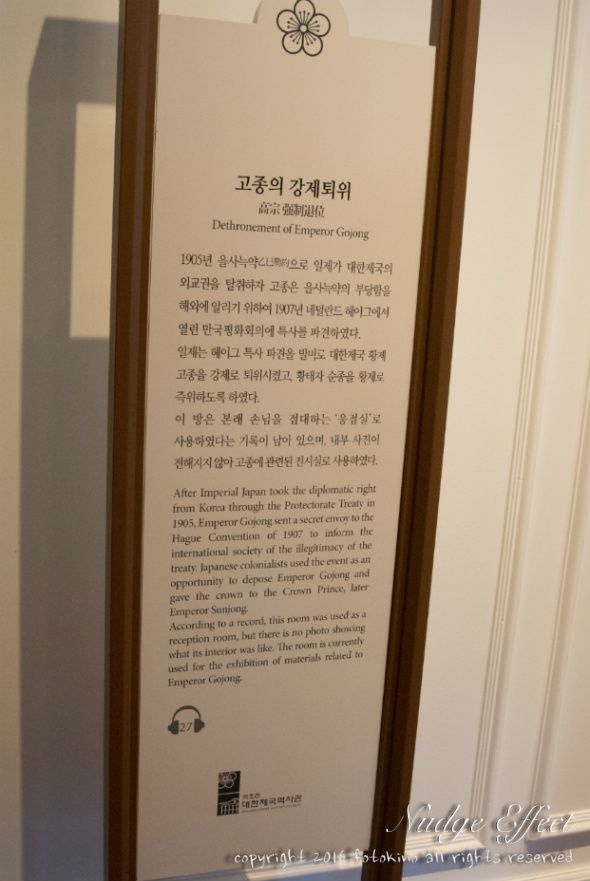 고종의 강제퇴위
高宗 强制退位
Dethronement of Emperor Gojong
1905년 을사늑약乙巳勒約으로 일제가 대한제국의
외교권을 탈취하자 고종은 을사늑약의 부당함을
해외에 알리기 위하여 1907년 네덜란드 헤이그에서
열린 만국평화회의에 특사를 파견하였다.
일제는 헤이그 특사 파견을 빌미로 대한제국 황제
고종을 강제로 퇴위시켰고, 황태자 순종을 황제로
즉위하도록 하였다.
이 방은 본래 손님을 접대하는 ‘응접실’로
사용하였다는 기록이 남아 있으며, 내부 사진이
전해지지 않아 고종에 관련된 전시실로 사용하였다.
After Imperial Japan took the diplomatic right
from Korea through the Protectorate Treaty in
1905, Emperor Gojong sent a secret envoy to the
Hague Convention of 1907 to inform the
international society of the illegitimacy of the
treaty. Japanese colonialists used the event as an
opportunity to depose Emperor Gojong and
gave the crown to the Crown Prince, later
Emperor Sunjong.
According to a record, this room was used as a
reception room, but there is no photo showing
what its interior was like. The room is currently
used for the exhibition of materials related to
Emperor Gojong.
27
석조전
대한제국역사관
Nudge Effect
copyright 2016 fotokino all rights reserved